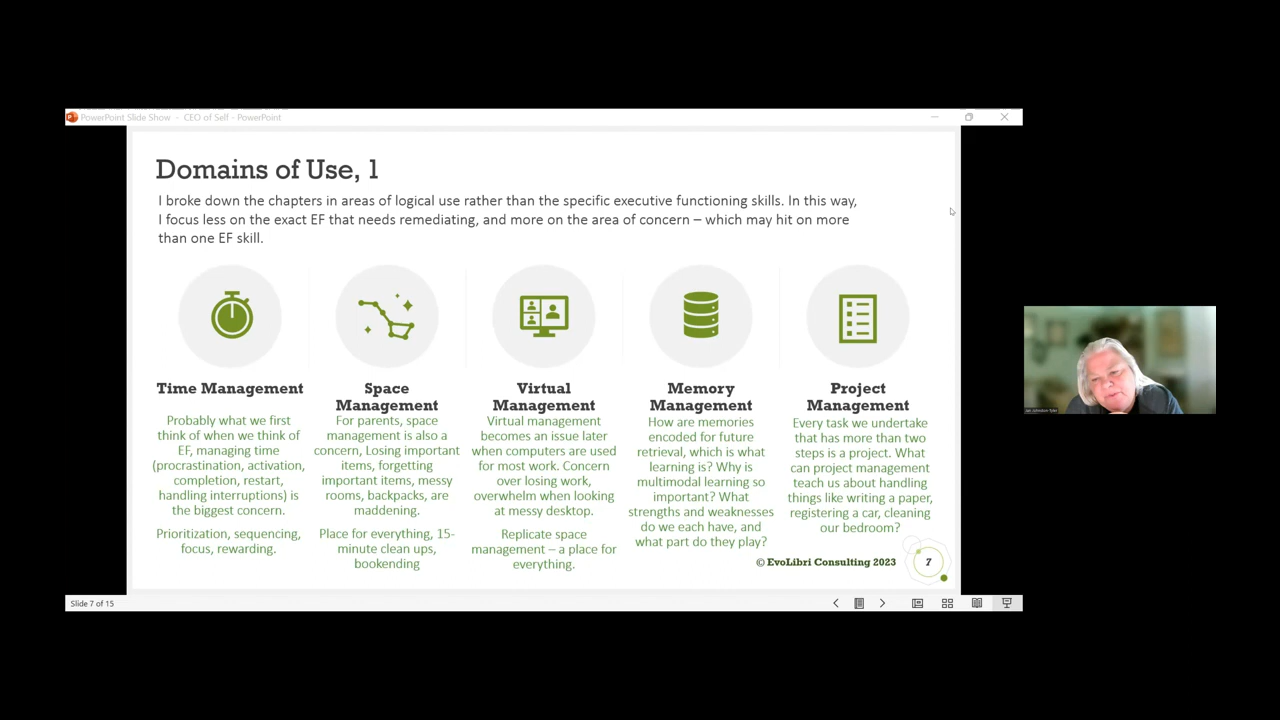 PowerPoint Slide Show - CEO of Self - PowerPoint
Domains of Use, 1
I broke down the chapters in areas of logical use rather than the specific executive functioning skills. In this way,
I focus less on the exact EF that needs remediating, and more on the area of concern – which may hit on more
than one EF skill.
Time Management
Probably what we first
think of when we think of
EF, managing time
(procrastination, activation,
completion, restart,
handling interruptions) is
the biggest concern.
Prioritization, sequencing,
focus, rewarding.
Space
Management
For parents, space
management is also a
concern, Losing important
items, forgetting
important items, messy
rooms, backpacks, are
maddening.
Place for everything, 15-
minute clean ups,
bookending
Virtual
Management
Virtual management
becomes an issue later
when computers are used
for most work. Concern
over losing work,
overwhelm when looking
at messy desktop.
Replicate space
management – a place for
everything.
Memory
Management
How are memories
encoded for future
retrieval, which is what
learning is? Why is
multimodal learning so
important? What
strengths and weaknesses
do we each have, and
what part do they play?
Project
Management
Every task we undertake
that has more than two
steps is a project. What
can project management
teach us about handling
things like writing a paper,
registering a car, cleaning
our bedroom?
© EvoLibri Consulting 2023
7
Slide 7 of 15